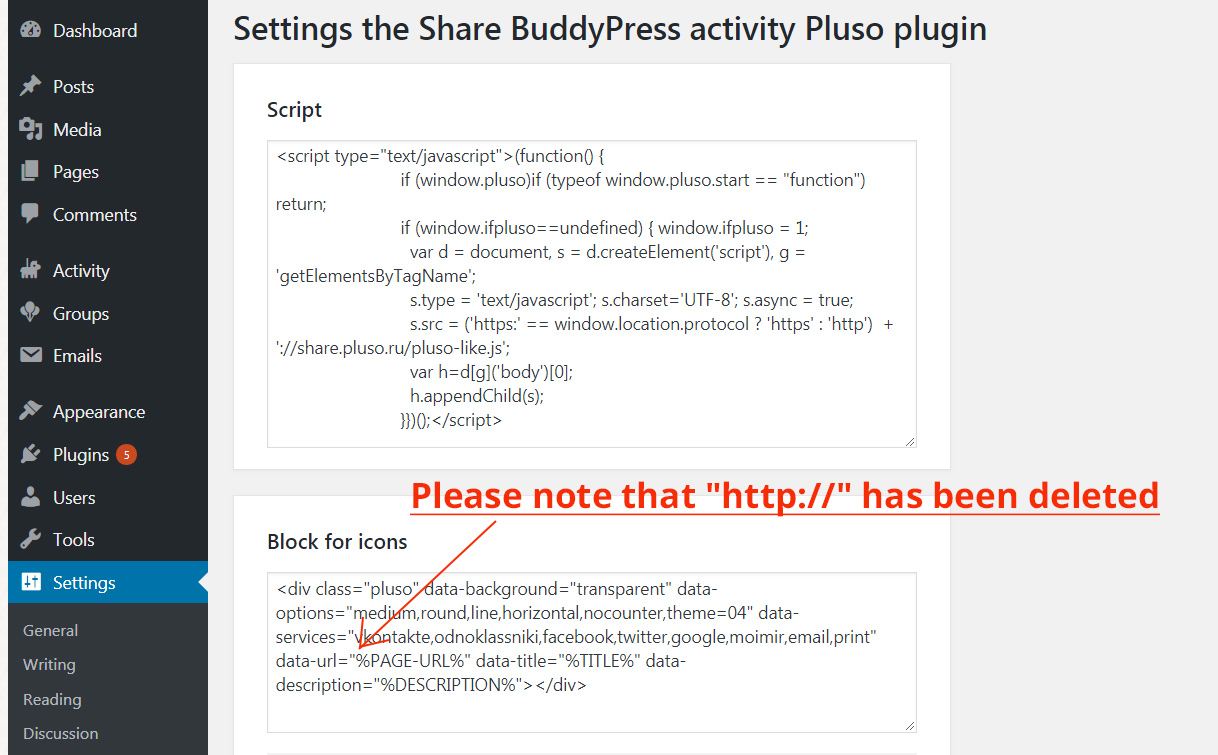 Dashboard
Posts
Media
Pages
Comments
Activity
Groups
Emails
Appearance
Plugins 5
Users
Tools
Settings
General
Writing
Reading
Discussion
Settings the Share BuddyPress activity Pluso plugin
Script
<script type="text/javascript">(function() {
if (window.pluso)if (typeof window.pluso.start == "function")
return;
if (window.ifpluso==undefined) { window.ifpluso = 1;
var d = document, s = d.createElement('script'), g =
'getElementsByTagName';
s.type = 'text/javascript'; s.charset='UTF-8'; s.async = true;
s.src = ('https:' == window.location.protocol ? 'https' : 'http') +
'://share.pluso.ru/pluso-like.js';
var h=d[g]('body')[0];
h.appendChild(s);
}})();</script>
Please note that "http://" has been deleted
Block for icons
<div class="pluso" data-background="transparent" data-
options="medium,round,line,horizontal,nocounter,theme=04" data-
services="vkontakte,odnoklassniki,facebook,twitter,google,moimir,email,print"
data-url="%PAGE-URL%" data-title="%TITLE%" data-
description="%DESCRIPTION%"></div>